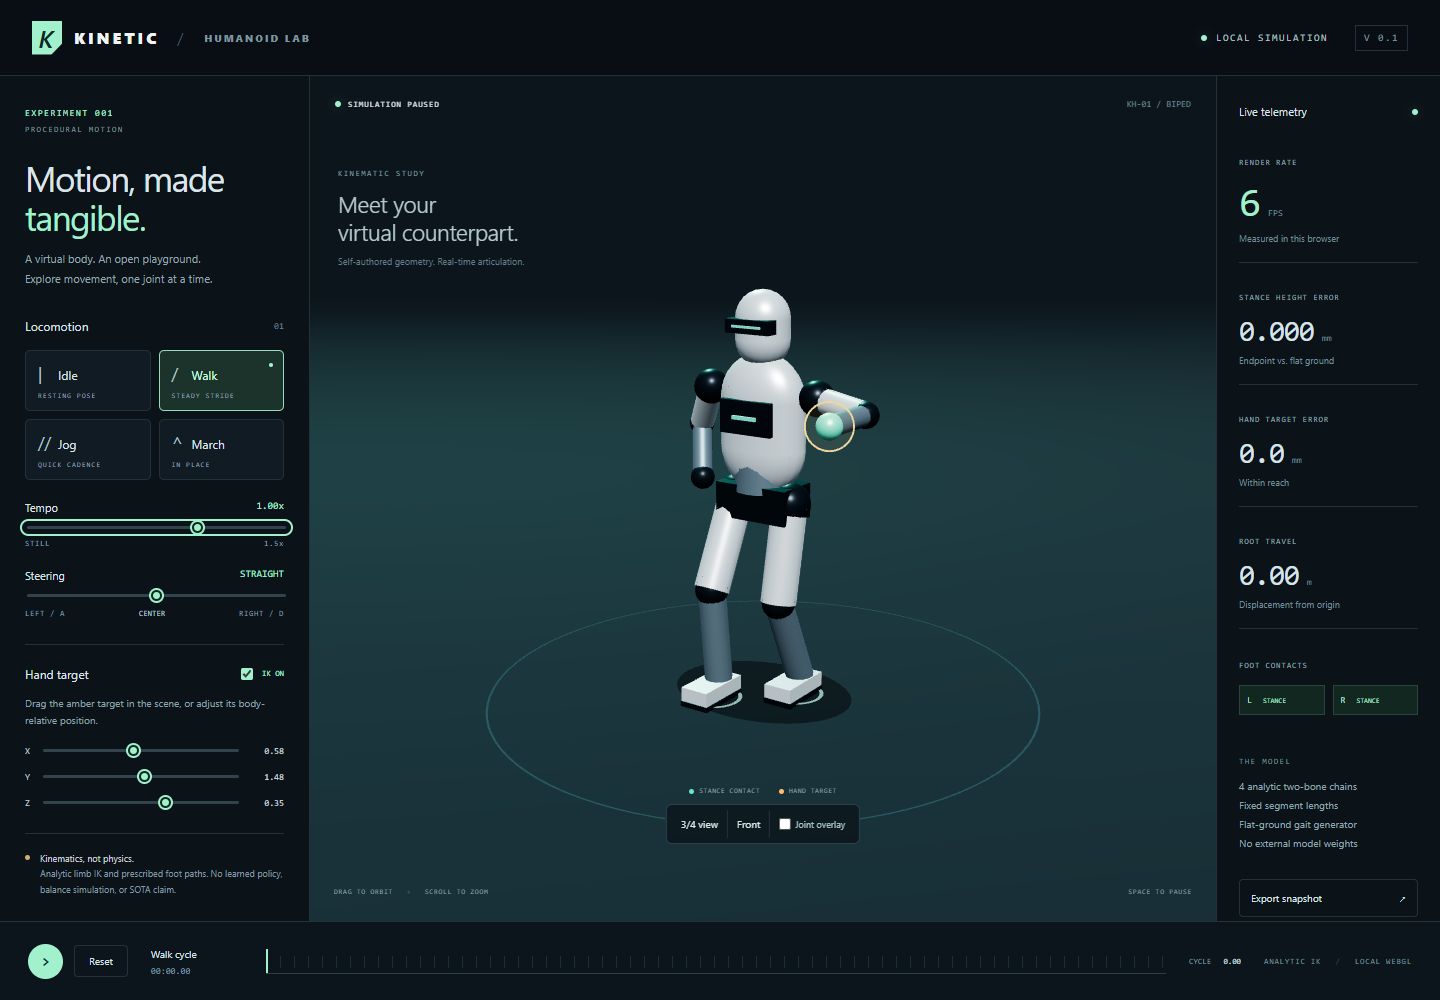 K KINETIC / HUMANOID LAB
LOCAL SIMULATION
V 0.1
EXPERIMENT 001
PROCEDURAL MOTION
Motion, made
tangible.
A virtual body. An open playground.
Explore movement, one joint at a time.
Locomotion 01
| Idle
RESTING POSE
/ Walk
STEADY STRIDE
// Jog
QUICK CADENCE
^ March
IN PLACE
Tempo 1.00x
STILL 1.5x
Steering STRAIGHT
LEFT / A CENTER RIGHT / D
Hand target IK ON
Drag the amber target in the scene, or adjust its body-
relative position.
X 0.58
Y 1.48
Z 0.35
Kinematics, not physics.
Analytic limb IK and prescribed foot paths. No learned policy,
balance simulation, or SOTA claim.
SIMULATION PAUSED
KH-01 / BIPED
KINEMATIC STUDY
Meet your
virtual counterpart.
Self-authored geometry. Real-time articulation.
STANCE CONTACT HAND TARGET
3/4 view Front Joint overlay
DRAG TO ORBIT SCROLL TO ZOOM
SPACE TO PAUSE
Live telemetry
RENDER RATE
6 FPS
Measured in this browser
STANCE HEIGHT ERROR
0.000 mm
Endpoint vs. flat ground
HAND TARGET ERROR
0.0 mm
Within reach
ROOT TRAVEL
0.00 m
Displacement from origin
FOOT CONTACTS
L STANCE R STANCE
THE MODEL
4 analytic two-bone chains
Fixed segment lengths
Flat-ground gait generator
No external model weights
Export snapshot ↗
Reset
Walk cycle
00:00.00
CYCLE 0.00
ANALYTIC IK / LOCAL WEBGL